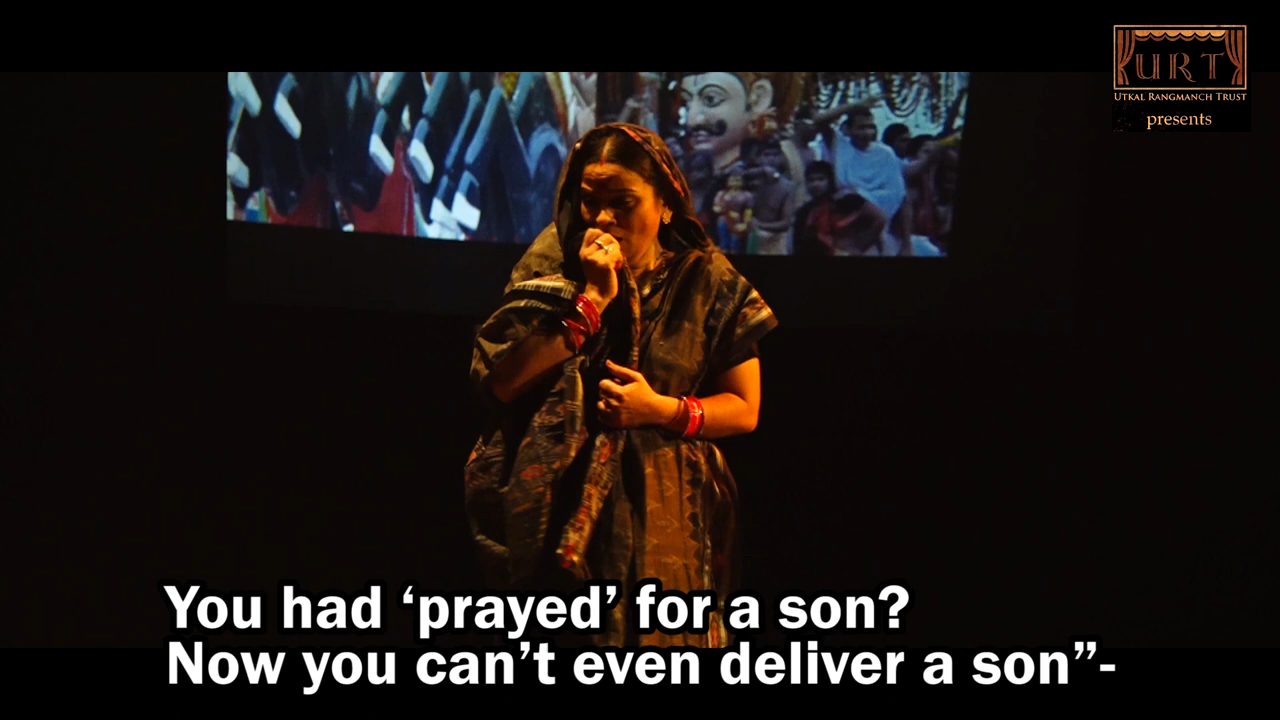 URT
UTKAL RANGMANCH TRUST
presents
You had ‘prayed’ for a son?
Now you can’t even deliver a son”-